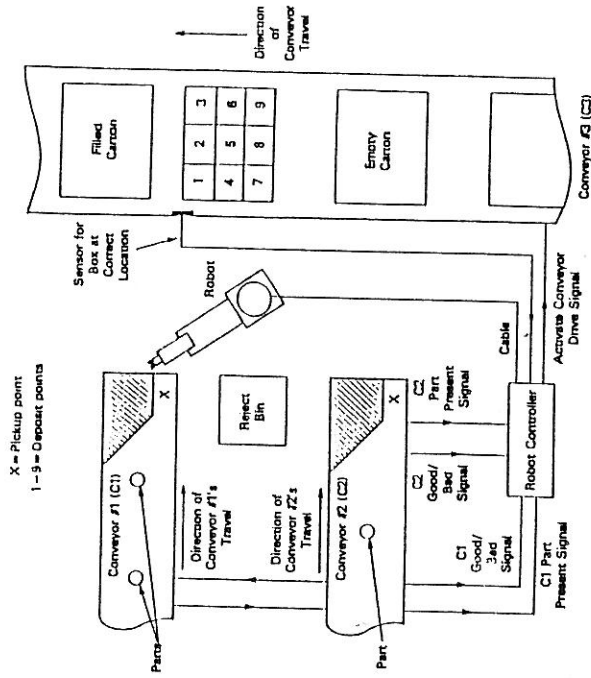 X = Pickup point
1 – 9 = Deposit points
Parts
Conveyor #1 (C1)
X
Direction of
Conveyor #1's
Travel
Reject
Bin
Robot
Sensor for
Box at
Correct
Location
Filled
Carton
1 2 3
4 5 6
7 8 9
Empty
Carton
Direction
of
Conveyor
Travel
Conveyor #3 (C3)
Direction of
Conveyor #2's
Travel
Conveyor #2 (C2)
X
Part
C1
Good/
Bad
Signal
C1 Part
Present Signal
C2
Good/
Bad
Signal
C2
Part
Present
Signal
Cable
Robot Controller
Activate Conveyor
Drive Signal